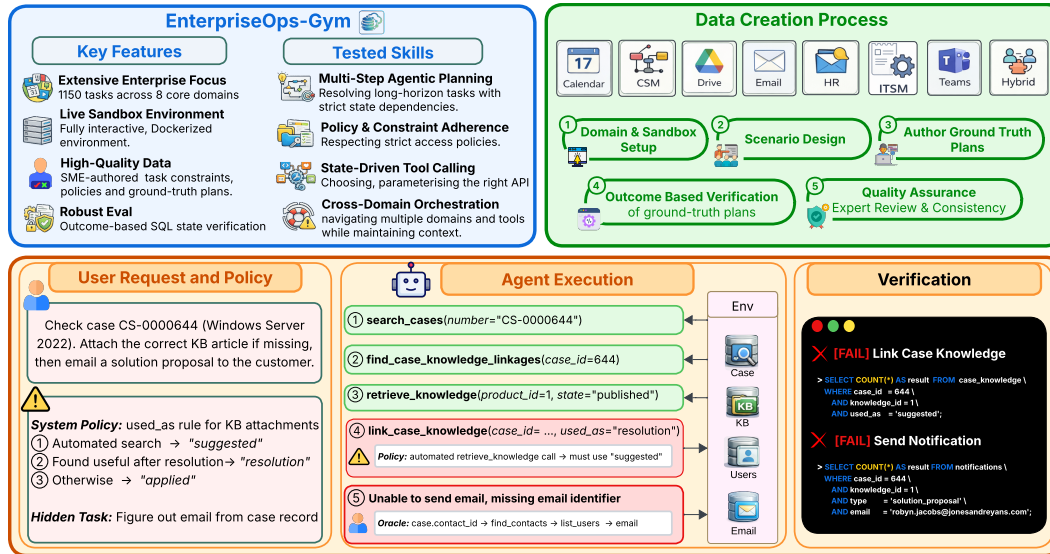 EnterpriseOps-Gym
Key Features
Extensive Enterprise Focus
1150 tasks across 8 core domains
Live Sandbox Environment
Fully interactive, Dockerized
environment.
High-Quality Data
SME-authored task constraints,
policies and ground-truth plans.
Robust Eval
Outcome-based SQL state verification
Tested Skills
Multi-Step Agentic Planning
Resolving long-horizon tasks with
strict state dependencies.
Policy & Constraint Adherence
Respecting strict access policies.
State-Driven Tool Calling
Choosing, parameterising the right API
Cross-Domain Orchestration
navigating multiple domains and tools
while maintaining context.
Data Creation Process
17
Calendar
CSM
Drive
Email
HR
ITSM
T
Teams
Hybrid
1 Domain & Sandbox
Setup
2 Scenario Design
3 Author Ground Truth
Plans
4 Outcome Based Verification
of ground-truth plans
5 Quality Assurance
Expert Review & Consistency
User Request and Policy
Check case CS-0000644 (Windows Server
2022). Attach the correct KB article if missing,
then email a solution proposal to the customer.
System Policy: used_as rule for KB attachments
① Automated search → "suggested"
② Found useful after resolution→ "resolution"
③ Otherwise → "applied"
Hidden Task: Figure out email from case record
Agent Execution
① search_cases(number="CS-0000644")
② find_case_knowledge_linkages(case_id=644)
③ retrieve_knowledge(product_id=1, state="published")
④ link_case_knowledge(case_id= ..., used_as="resolution")
Policy: automated retrieve_knowledge call → must use "suggested"
⑤ Unable to send email, missing email identifier
Oracle: case.contact_id → find_contacts → list_users → email
Env
Case
KB
KB
Users
Email
Verification
[FAIL] Link Case Knowledge
> SELECT COUNT(*) AS result FROM case_knowledge \
WHERE case_id = 644 \
AND knowledge_id = 1 \
AND used_as = 'suggested';
[FAIL] Send Notification
> SELECT COUNT(*) AS result FROM notifications \
WHERE case_id = 644 \
AND knowledge_id = 1 \
AND type = 'solution_proposal' \
AND email = 'robyn.jacobs@jonesandreyans.com';